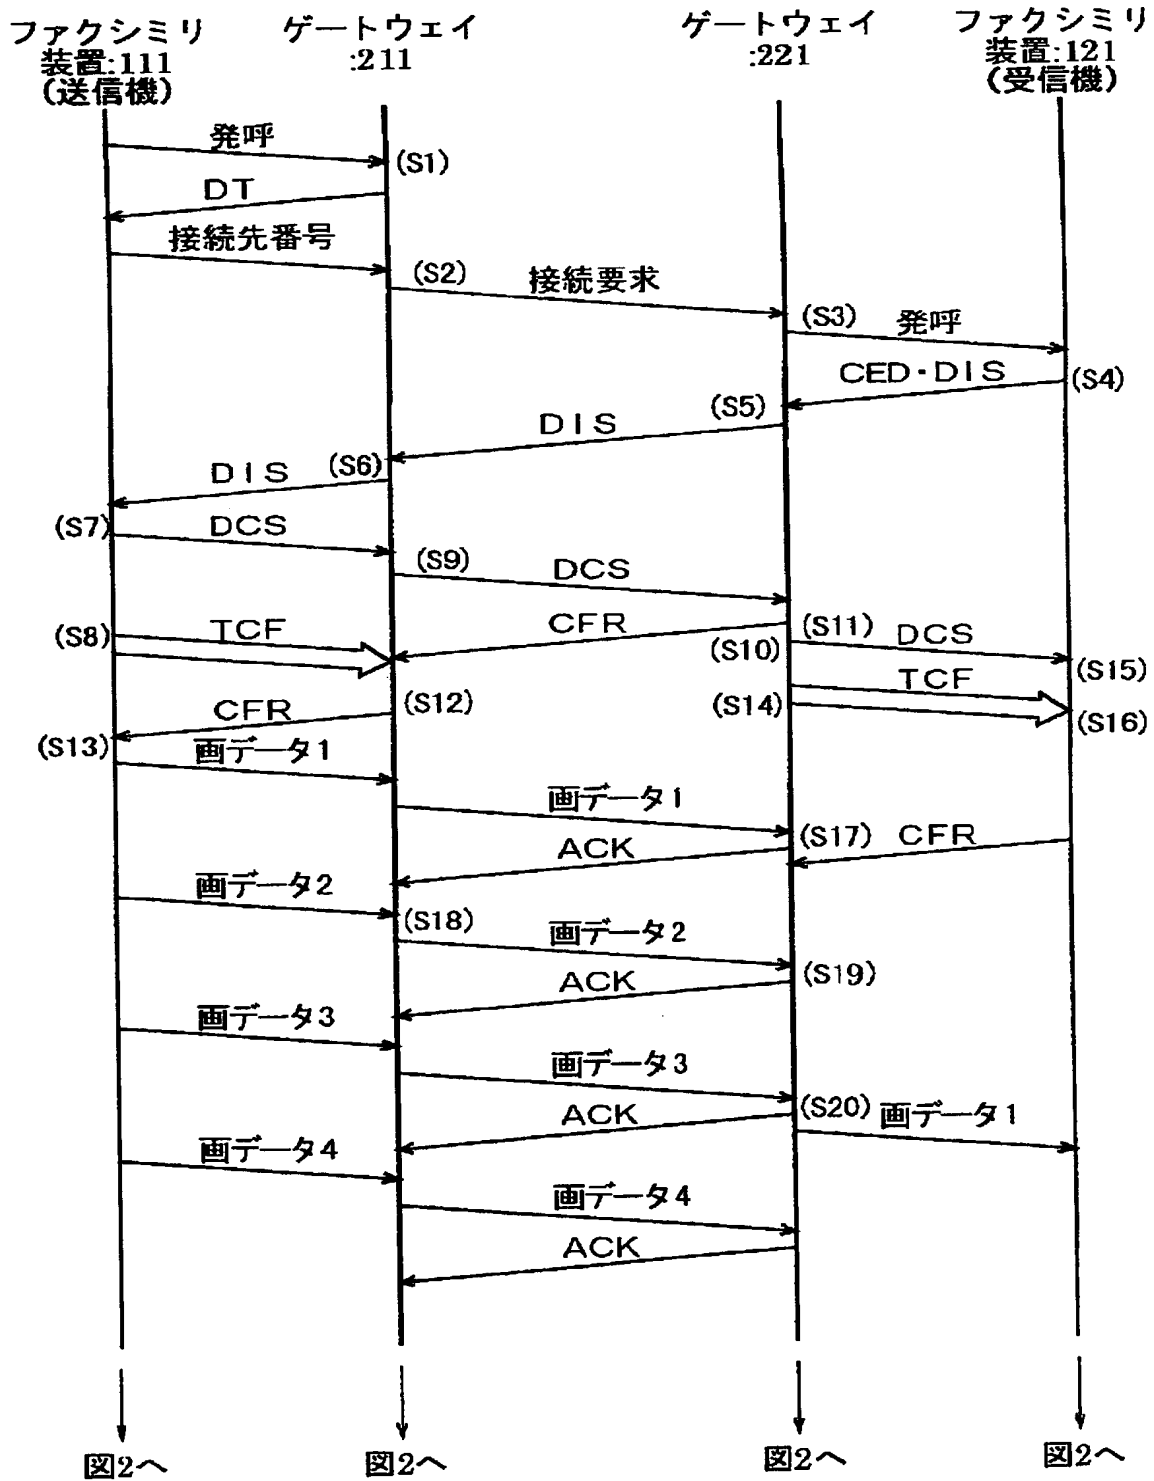 ファクシミリ
装置:111
(送信機)
ゲートウェイ
:211
ゲートウェイ
:221
ファクシミリ
装置:121
(受信機)
発呼
(S1)
DT
接続先番号
(S2)
接続要求
(S3)
発呼
CED・DIS
(S4)
(S5)
DIS
(S6)
DIS
(S7)
DCS
(S9)
DCS
(S8)
TCF
CFR
(S10)
(S11)
DCS
(S15)
TCF
(S12)
(S14)
(S16)
CFR
(S13)
画データ1
画データ1
(S17)
CFR
ACK
画データ2
(S18)
画データ2
(S19)
ACK
画データ3
画データ3
(S20)
画データ1
ACK
画データ4
画データ4
ACK
図2へ
図2へ
図2へ
図2へ